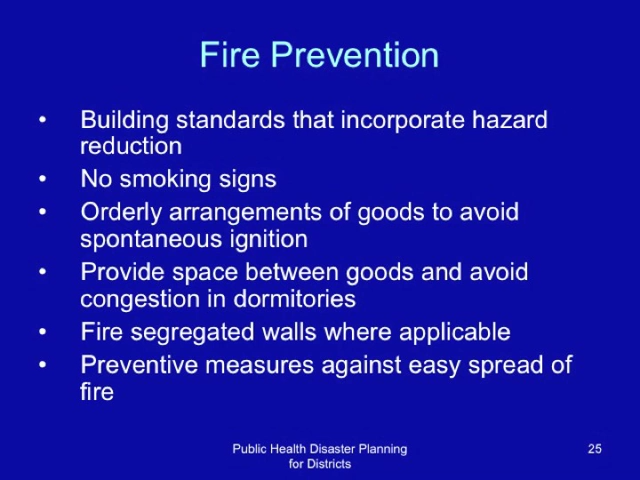 Fire Prevention
• Building standards that incorporate hazard
reduction
• No smoking signs
• Orderly arrangements of goods to avoid
spontaneous ignition
• Provide space between goods and avoid
congestion in dormitories
• Fire segregated walls where applicable
• Preventive measures against easy spread of
fire
Public Health Disaster Planning
for Districts
25